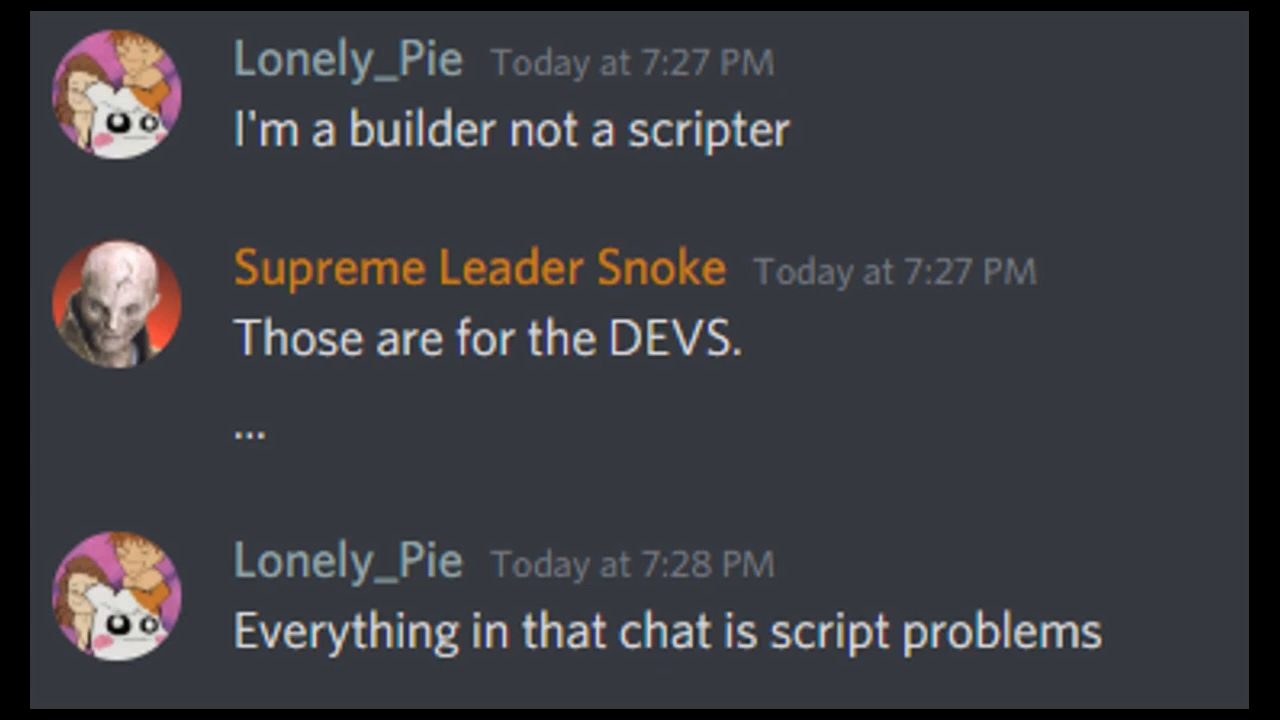 Lonely_Pie Today at 7:27 PM
I'm a builder not a scripter
Supreme Leader Snoke Today at 7:27 PM
Those are for the DEVS.
...
Lonely_Pie Today at 7:28 PM
Everything in that chat is script problems